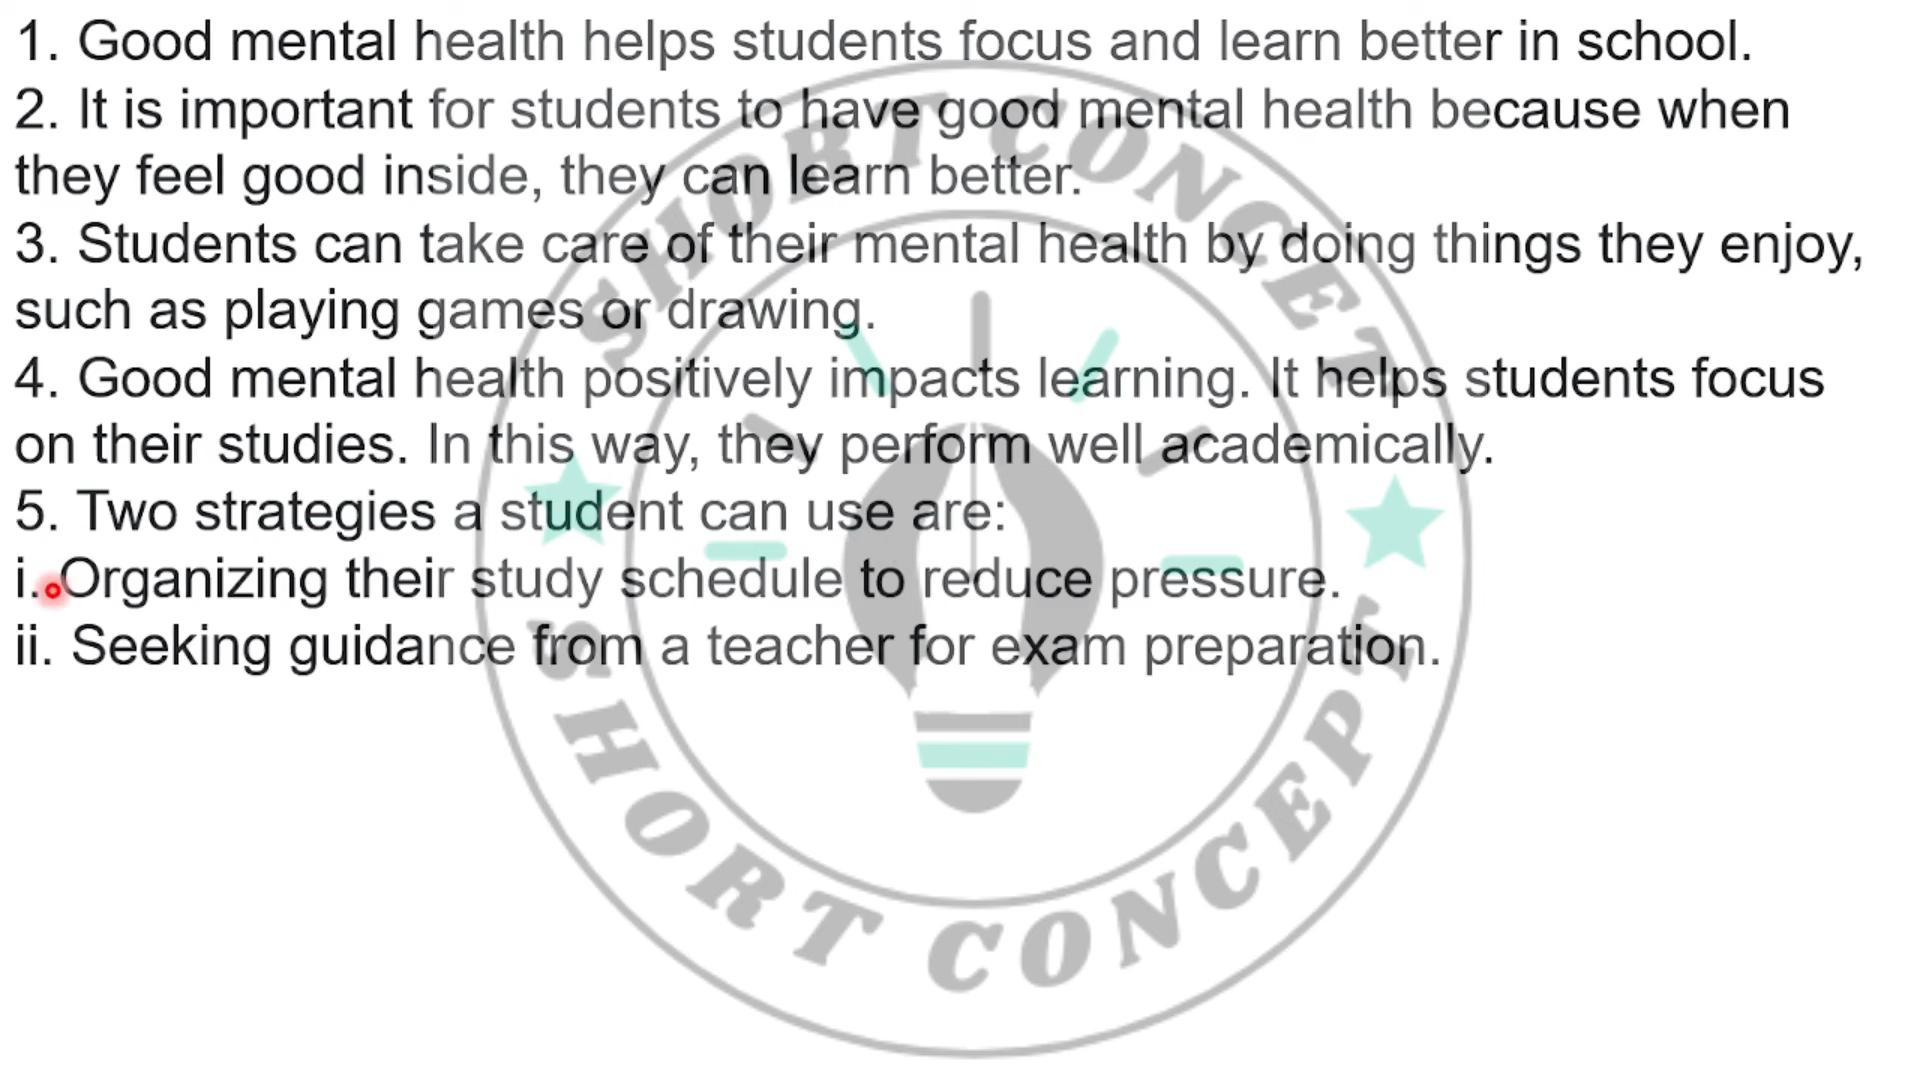 1. Good mental health helps students focus and learn better in school.
2. It is important for students to have good mental health because when
they feel good inside, they can learn better.
3. Students can take care of their mental health by doing things they enjoy,
such as playing games or drawing.
4. Good mental health positively impacts learning. It helps students focus
on their studies. In this way, they perform well academically.
5. Two strategies a student can use are:
i. Organizing their study schedule to reduce pressure.
ii. Seeking guidance from a teacher for exam preparation.
SHORT CONCEPT
SHORT CONCEPT